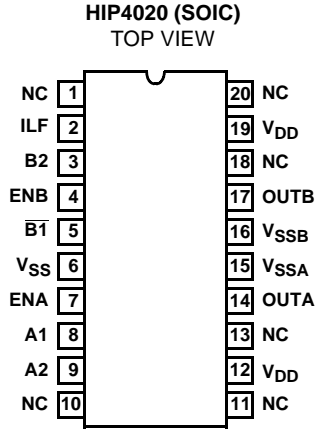 HIP4020 (SOIC)
TOP VIEW
NC 1 20 NC
ILF 2 19 VDD
B2 3 18 NC
ENB 4 17 OUTB
B1̅ 5 16 VSSB
VSS 6 15 VSSA
ENA 7 14 OUTA
A1 8 13 NC
A2 9 12 VDD
NC 10 11 NC